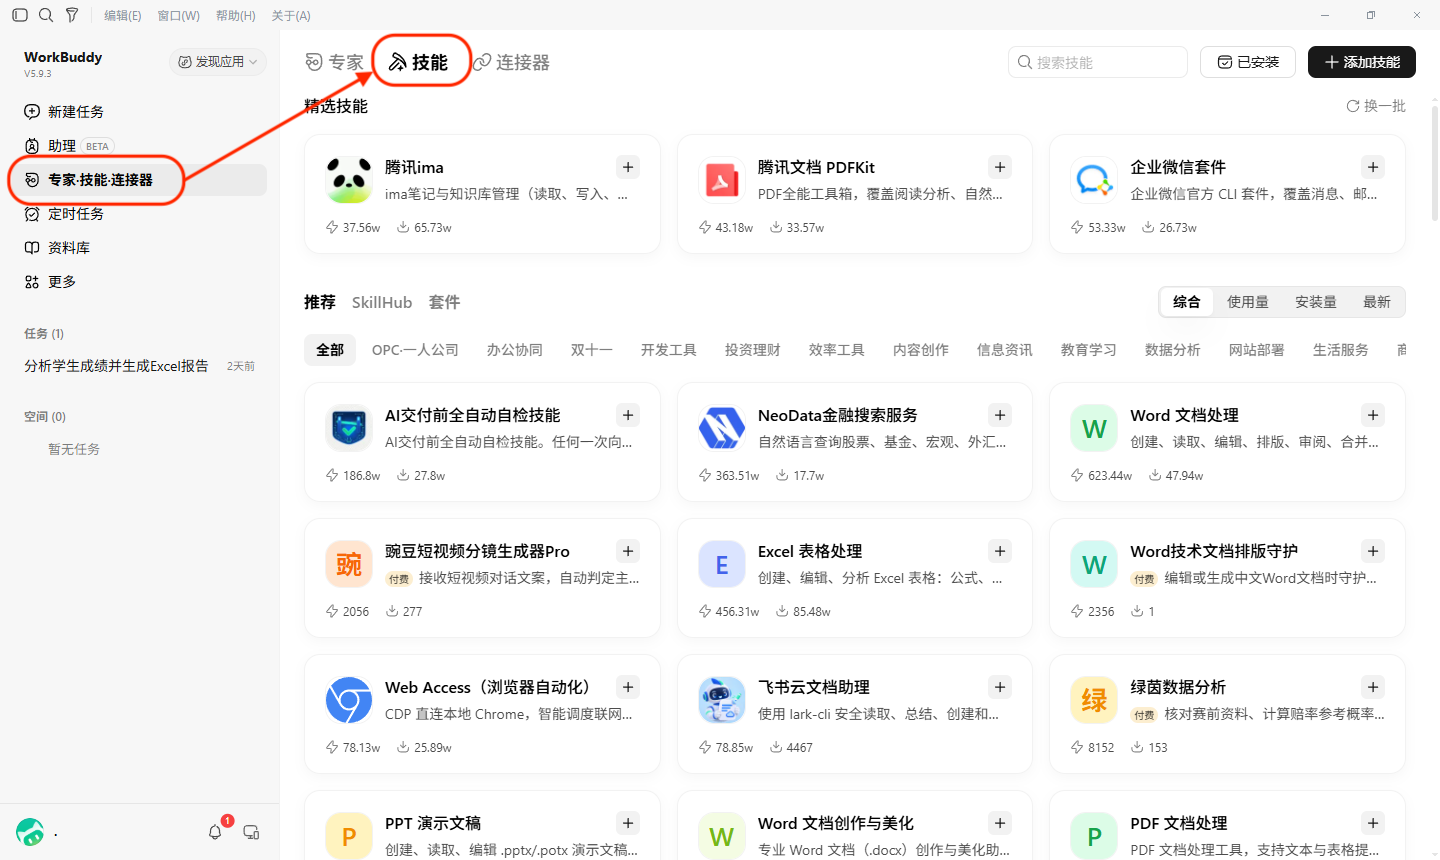 编辑(E) 窗口(W) 帮助(H) 关于(A)
WorkBuddy
V5.9.3
发现应用
新建任务
助理 BETA
专家·技能·连接器
定时任务
资料库
更多
任务 (1)
分析学生成绩并生成Excel报告 2天前
空间 (0)
暂无任务
.
1
专家 技能 连接器
搜索技能
已安装
添加技能
精选技能
换一批
腾讯ima
ima笔记与知识库管理（读取、写入、...
37.56w 65.73w
腾讯文档 PDFKit
PDF全能工具箱，覆盖阅读分析、自然...
43.18w 33.57w
企业微信套件
企业微信官方 CLI 套件，覆盖消息、邮...
53.33w 26.73w
推荐 SkillHub 套件
综合 使用量 安装量 最新
全部 OPC·一人公司 办公协同 双十一 开发工具 投资理财 效率工具 内容创作 信息资讯 教育学习 数据分析 网站部署 生活服务 商
AI交付前全自动自检技能
AI交付前全自动自检技能。任何一次向...
186.8w 27.8w
NeoData金融搜索服务
自然语言查询股票、基金、宏观、外汇...
363.51w 17.7w
W
Word 文档处理
创建、读取、编辑、排版、审阅、合并...
623.44w 47.94w
豌
豌豆短视频分镜生成器Pro
付费 接收短视频对话文案，自动判定主...
2056 277
E
Excel 表格处理
创建、编辑、分析 Excel 表格：公式、...
456.31w 85.48w
W
Word技术文档排版守护
付费 编辑或生成中文Word文档时守护...
2356 1
Web Access（浏览器自动化）
CDP 直连本地 Chrome，智能调度联网...
78.13w 25.89w
飞书云文档助理
使用 lark-cli 安全读取、总结、创建和...
78.85w 4467
绿
绿茵数据分析
付费 核对赛前资料、计算赔率参考概率...
8152 153
P
PPT 演示文稿
创建、读取、编辑 .pptx/.potx 演示文稿...
W
Word 文档创作与美化
专业 Word 文档（.docx）创作与美化助...
P
PDF 文档处理
PDF 文档处理工具，支持文本与表格提...